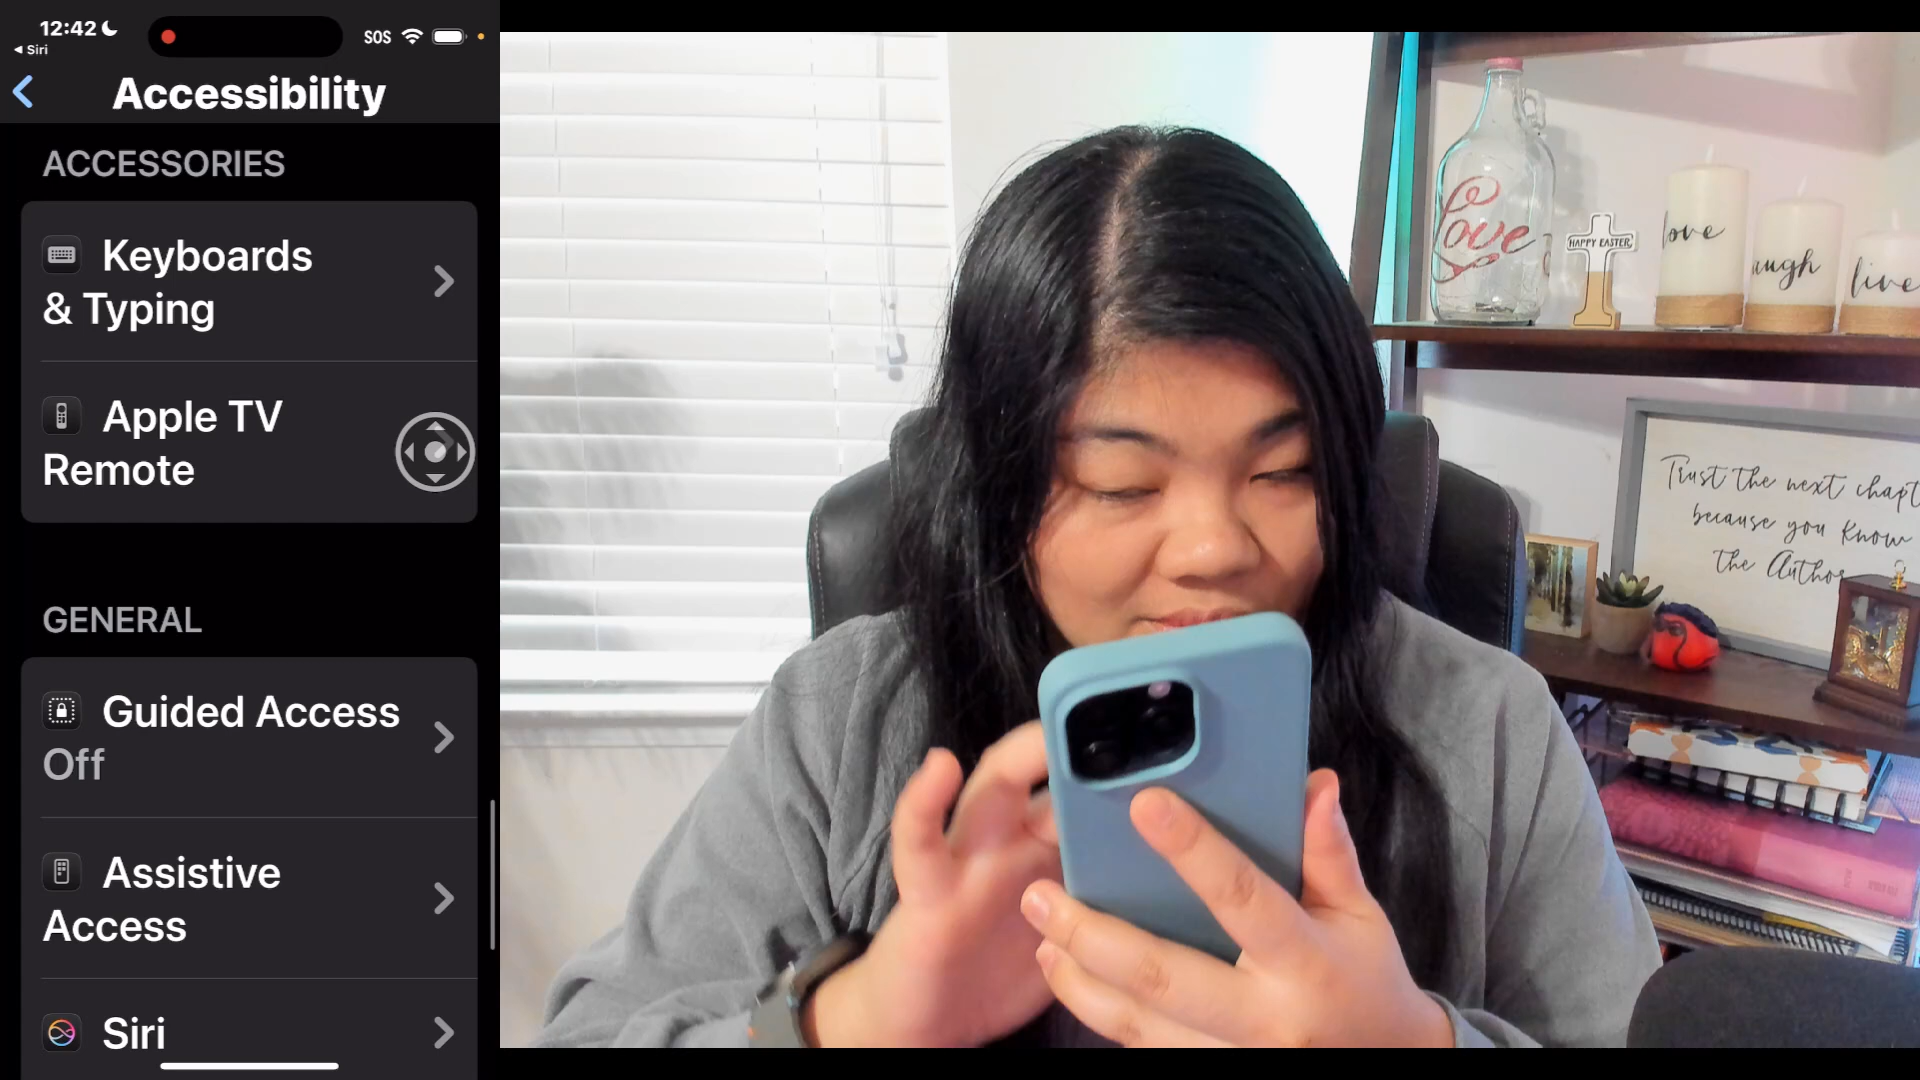 12:42
SOS
Siri
Accessibility
ACCESSORIES
Keyboards
& Typing
Apple TV
Remote
GENERAL
Guided Access
Off
Assistive
Access
Siri
Love
HAPPY EASTER
love
laugh
live
Trust the next chapt
because you know
the Author